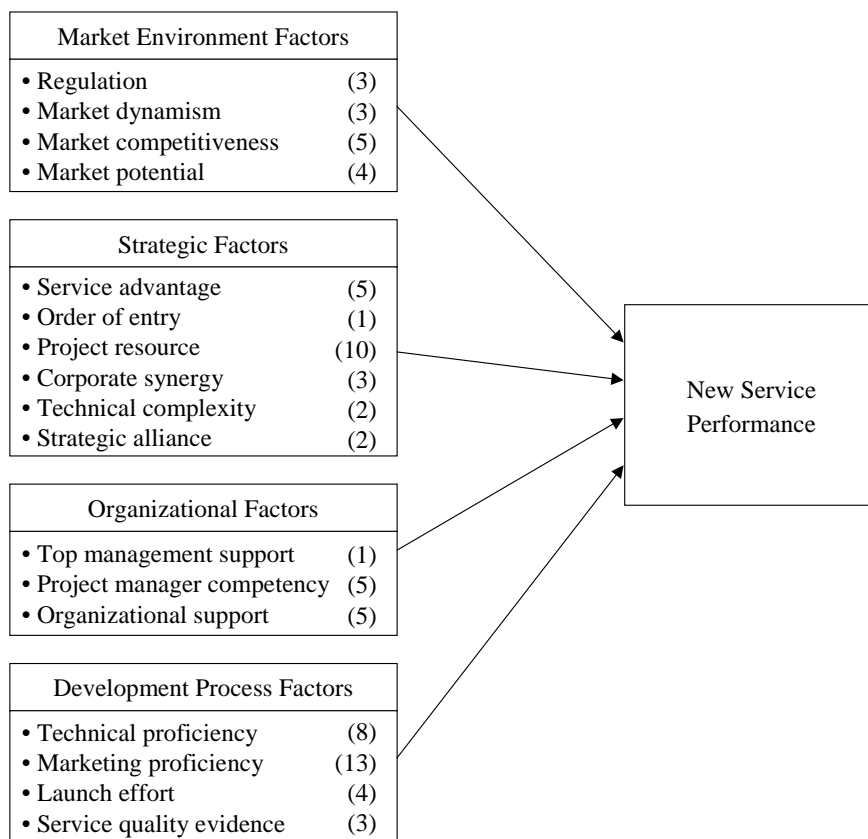 Market Environment Factors
• Regulation (3)
• Market dynamism (3)
• Market competitiveness (5)
• Market potential (4)
Strategic Factors
• Service advantage (5)
• Order of entry (1)
• Project resource (10)
• Corporate synergy (3)
• Technical complexity (2)
• Strategic alliance (2)
Organizational Factors
• Top management support (1)
• Project manager competency (5)
• Organizational support (5)
Development Process Factors
• Technical proficiency (8)
• Marketing proficiency (13)
• Launch effort (4)
• Service quality evidence (3)
New Service
Performance